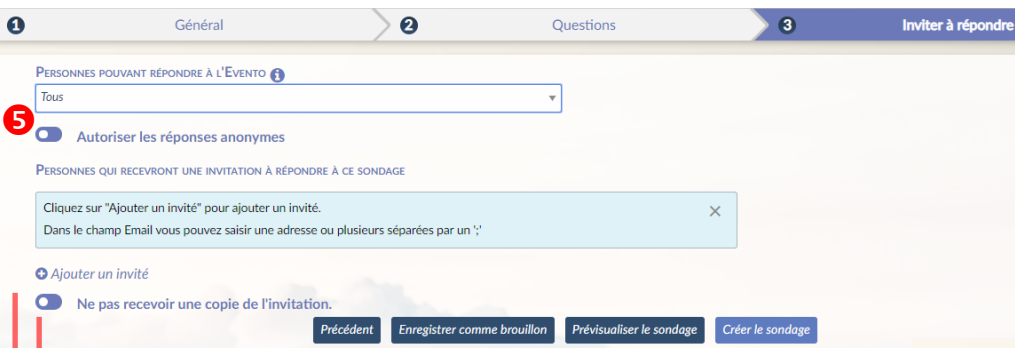 1 Général 2 Questions 3 Inviter à répondre
Personnes pouvant répondre à l'Evento
Tous
5
Autoriser les réponses anonymes
Personnes qui recevront une invitation à répondre à ce sondage
Cliquez sur "Ajouter un invité" pour ajouter un invité.
Dans le champ Email vous pouvez saisir une adresse ou plusieurs séparées par un ';'
Ajouter un invité
Ne pas recevoir une copie de l'invitation.
Précédent Enregistrer comme brouillon Prévisualiser le sondage Créer le sondage